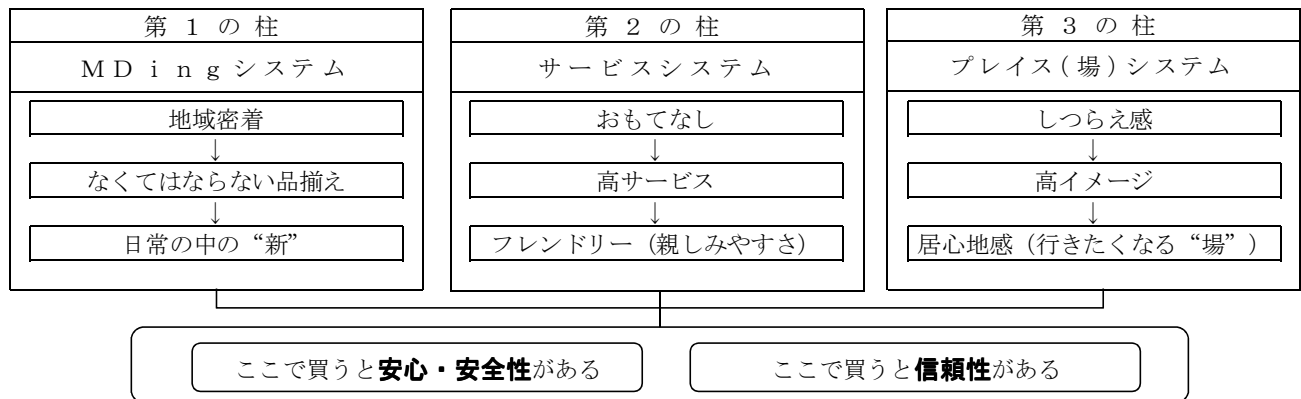 第１の柱
ＭＤｉｎｇシステム
地域密着
↓
なくてはならない品揃え
↓
日常の中の“新”
第２の柱
サービスシステム
おもてなし
↓
高サービス
↓
フレンドリー（親しみやすさ）
第３の柱
プレイス(場)システム
しつらえ感
↓
高イメージ
↓
居心地感（行きたくなる“場”）
ここで買うと安心・安全性がある
ここで買うと信頼性がある